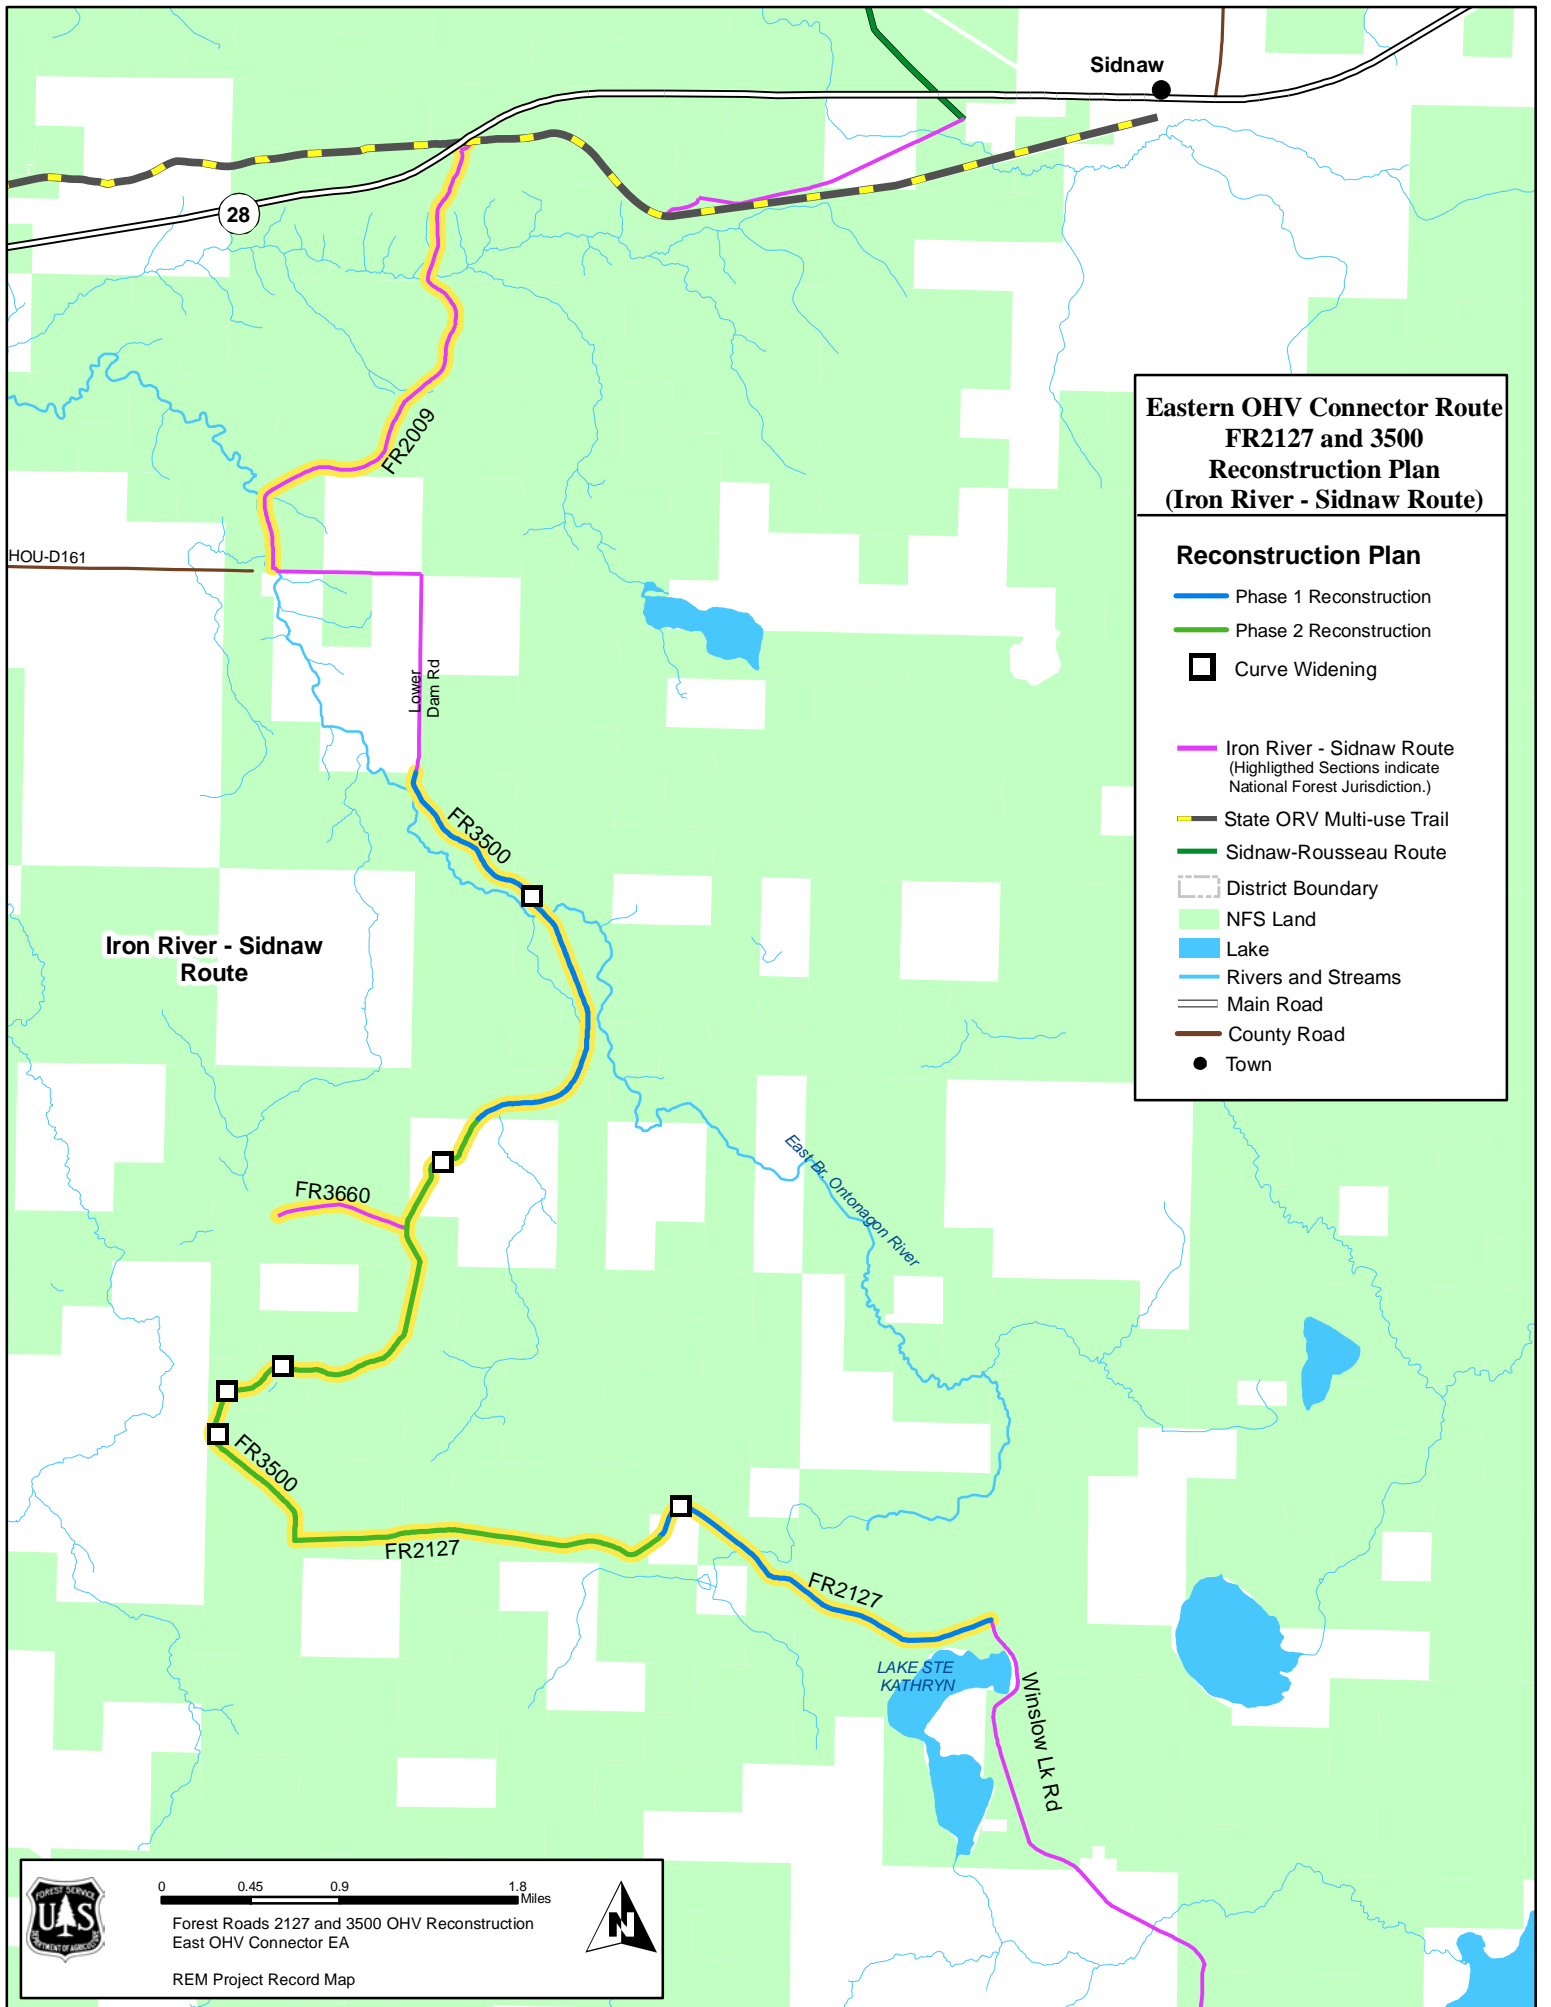 Sidnaw
28
FR2009
HOU-D161
Lower
Dam Rd
FR3500
Iron River - Sidnaw
Route
East Br. Ontonagon River
FR3660
FR3500
FR2127
FR2127
LAKE STE
KATHRYN
Winslow Lk Rd
Eastern OHV Connector Route
FR2127 and 3500
Reconstruction Plan
(Iron River - Sidnaw Route)
Reconstruction Plan
Phase 1 Reconstruction
Phase 2 Reconstruction
Curve Widening
Iron River - Sidnaw Route
(Highligthed Sections indicate
National Forest Jurisdiction.)
State ORV Multi-use Trail
Sidnaw-Rousseau Route
District Boundary
NFS Land
Lake
Rivers and Streams
Main Road
County Road
Town
FOREST SERVICE
U S
DEPARTMENT OF AGRICULTURE
0 0.45 0.9 1.8
Miles
Forest Roads 2127 and 3500 OHV Reconstruction
East OHV Connector EA
REM Project Record Map
N